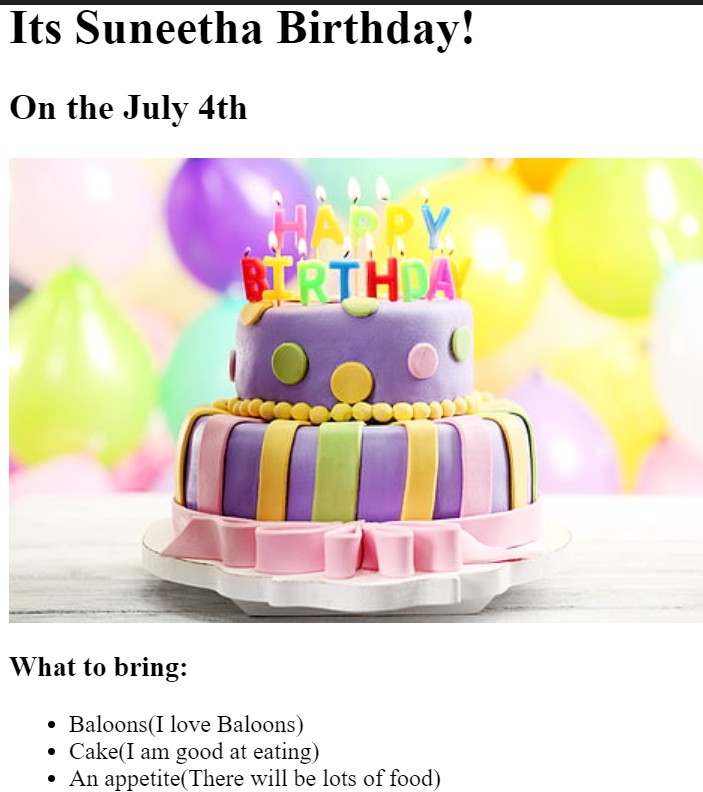 Its Suneetha Birthday!
On the July 4th
HAPPY
BIRTHDAY
What to bring:
Baloons(I love Baloons)
Cake(I am good at eating)
An appetite(There will be lots of food)